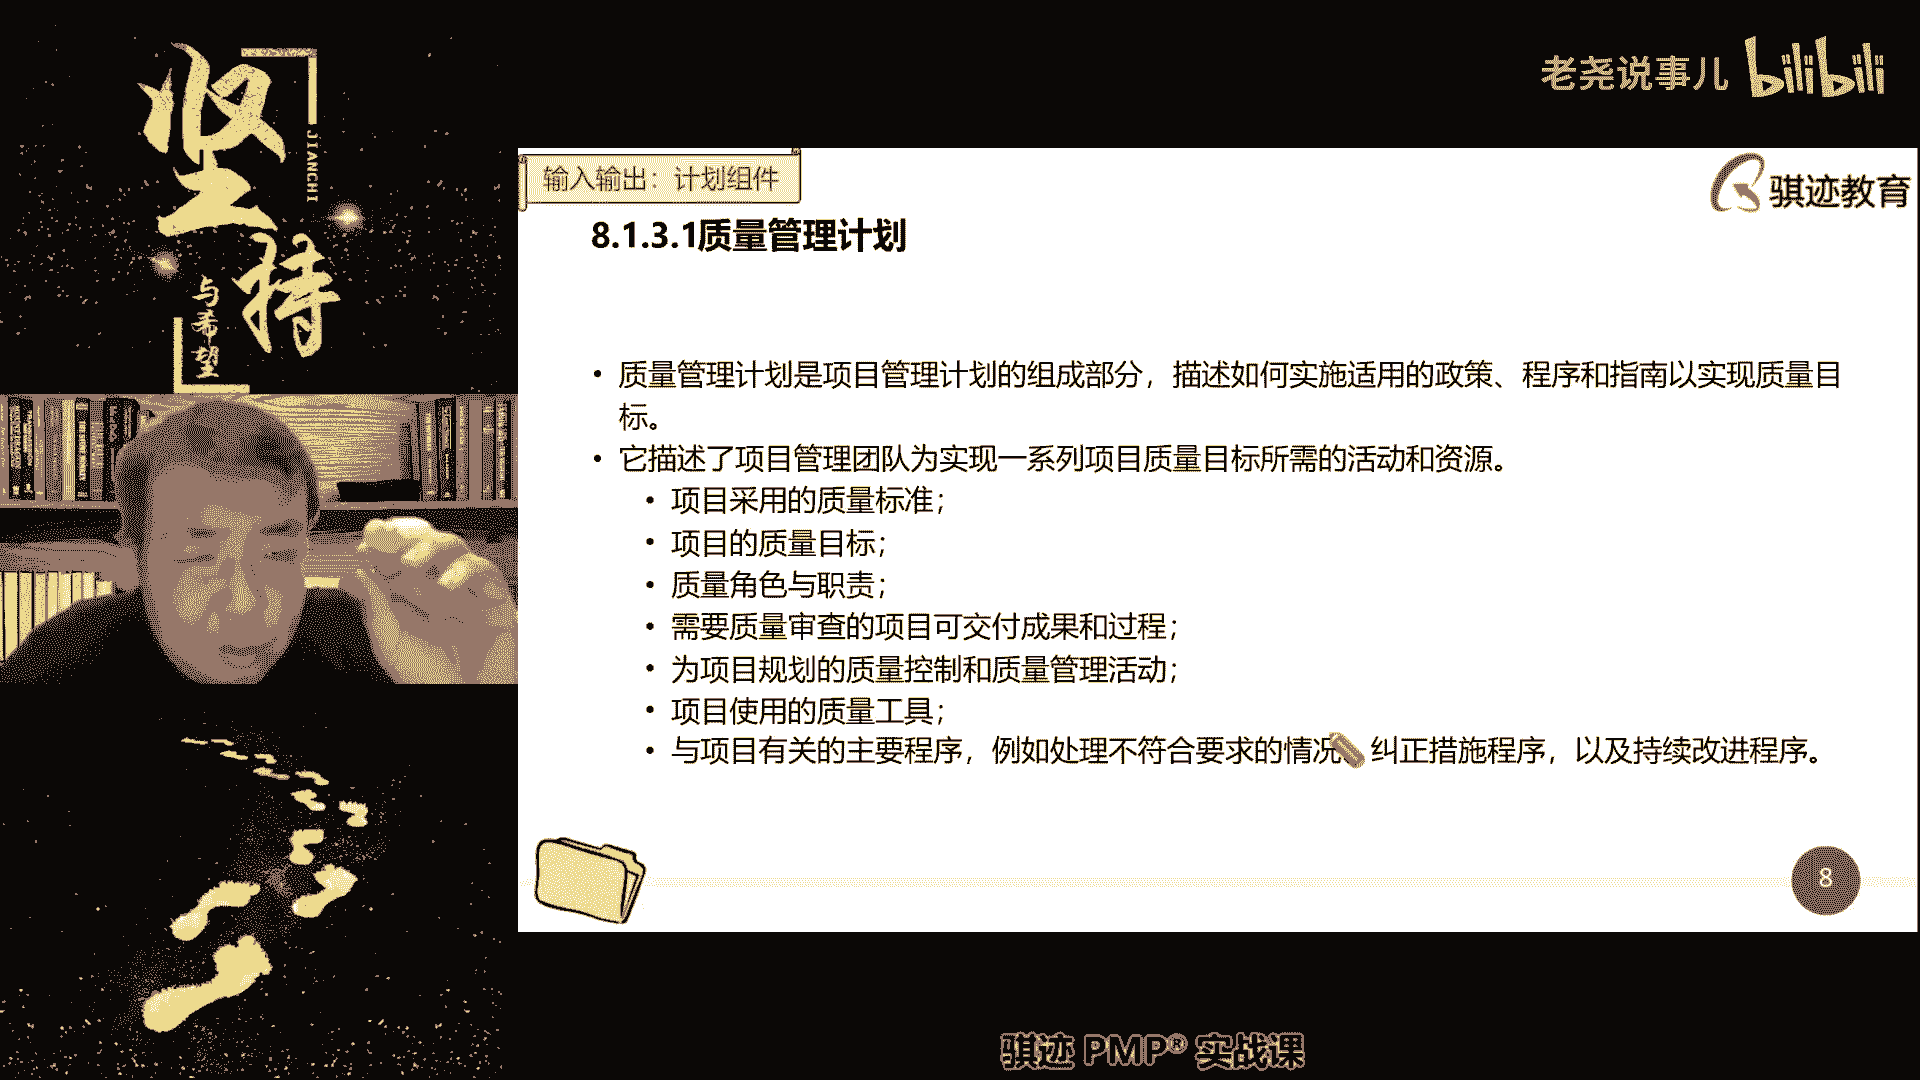 坚持
JIANCHI
与希望
老尧说事儿 bilibili
输入输出：计划组件
骐迹教育
8.1.3.1质量管理计划
• 质量管理计划是项目管理计划的组成部分，描述如何实施适用的政策、程序和指南以实现质量目
标。
• 它描述了项目管理团队为实现一系列项目质量目标所需的活动和资源。
• 项目采用的质量标准；
• 项目的质量目标；
• 质量角色与职责；
• 需要质量审查的项目可交付成果和过程；
• 为项目规划的质量控制和质量管理活动；
• 项目使用的质量工具；
• 与项目有关的主要程序，例如处理不符合要求的情况 纠正措施程序，以及持续改进程序。
8
骐迹 PMP® 实战课